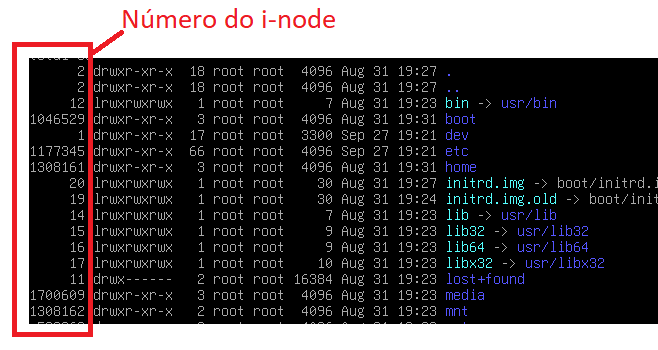 Número do i-node
2 drwxr-xr-x 18 root root 4096 Aug 31 19:27 .
2 drwxr-xr-x 18 root root 4096 Aug 31 19:27 ..
12 lrwxrwxrwx 1 root root 7 Aug 31 19:23 bin -> usr/bin
1046529 drwxr-xr-x 3 root root 4096 Aug 31 19:31 boot
1 drwxr-xr-x 17 root root 3300 Sep 27 19:21 dev
1177345 drwxr-xr-x 66 root root 4096 Sep 27 19:21 etc
1308161 drwxr-xr-x 3 root root 4096 Aug 31 19:31 home
20 lrwxrwxrwx 1 root root 30 Aug 31 19:27 initrd.img -> boot/initrd.
19 lrwxrwxrwx 1 root root 30 Aug 31 19:24 initrd.img.old -> boot/ini
14 lrwxrwxrwx 1 root root 7 Aug 31 19:23 lib -> usr/lib
15 lrwxrwxrwx 1 root root 9 Aug 31 19:23 lib32 -> usr/lib32
16 lrwxrwxrwx 1 root root 9 Aug 31 19:23 lib64 -> usr/lib64
17 lrwxrwxrwx 1 root root 10 Aug 31 19:23 libx32 -> usr/libx32
11 drwx------ 2 root root 16384 Aug 31 19:23 lost+found
1700609 drwxr-xr-x 3 root root 4096 Aug 31 19:23 media
1308162 drwxr-xr-x 2 root root 4096 Aug 31 19:23 mnt